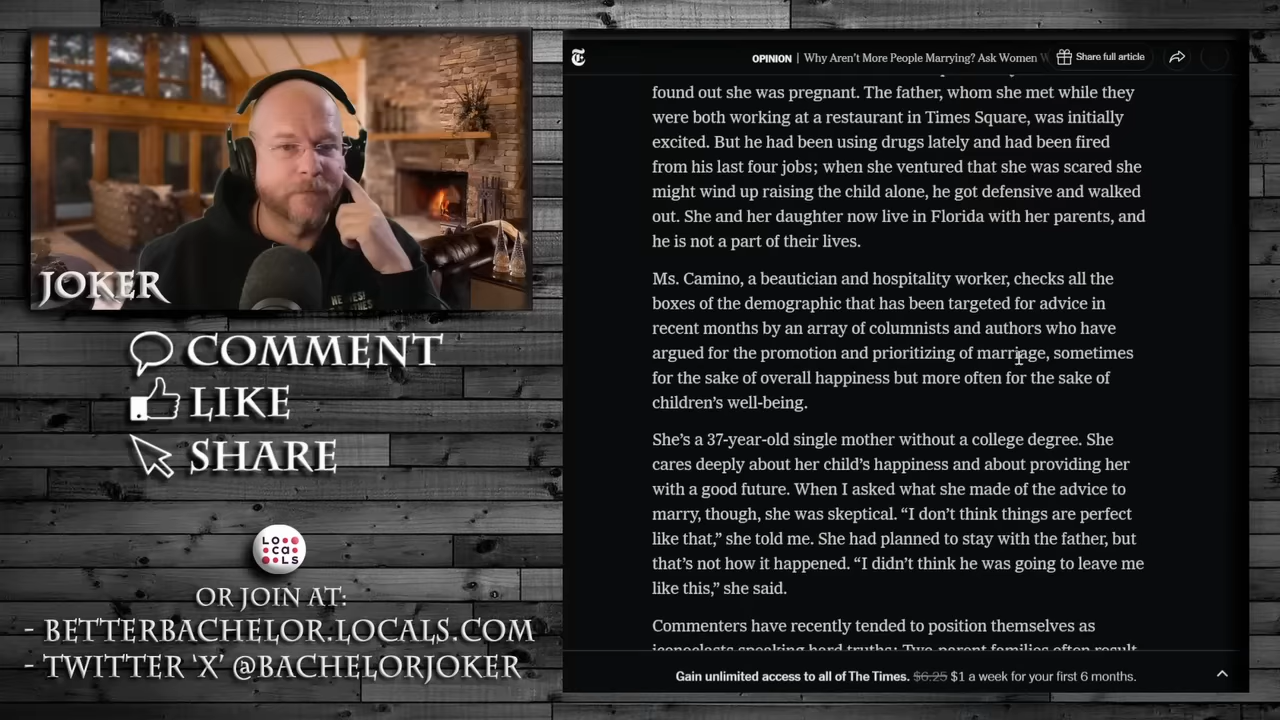 JOKER
COMMENT
LIKE
SHARE
LOcaLS
OR JOIN AT:
- BETTERBACHELOR.LOCALS.COM
- TWITTER 'X' @BACHELORJOKER
OPINION | Why Aren't More People Marrying? Ask Women
Share full article
found out she was pregnant. The father, whom she met while they
were both working at a restaurant in Times Square, was initially
excited. But he had been using drugs lately and had been fired
from his last four jobs; when she ventured that she was scared she
might wind up raising the child alone, he got defensive and walked
out. She and her daughter now live in Florida with her parents, and
he is not a part of their lives.
Ms. Camino, a beautician and hospitality worker, checks all the
boxes of the demographic that has been targeted for advice in
recent months by an array of columnists and authors who have
argued for the promotion and prioritizing of marriage, sometimes
for the sake of overall happiness but more often for the sake of
children's well-being.
She's a 37-year-old single mother without a college degree. She
cares deeply about her child's happiness and about providing her
with a good future. When I asked what she made of the advice to
marry, though, she was skeptical. “I don't think things are perfect
like that,” she told me. She had planned to stay with the father, but
that's not how it happened. “I didn't think he was going to leave me
like this,” she said.
Commenters have recently tended to position themselves as
iconoclasts speaking hard truths: Two-parent families often result
Gain unlimited access to all of The Times. $6.25 $1 a week for your first 6 months.